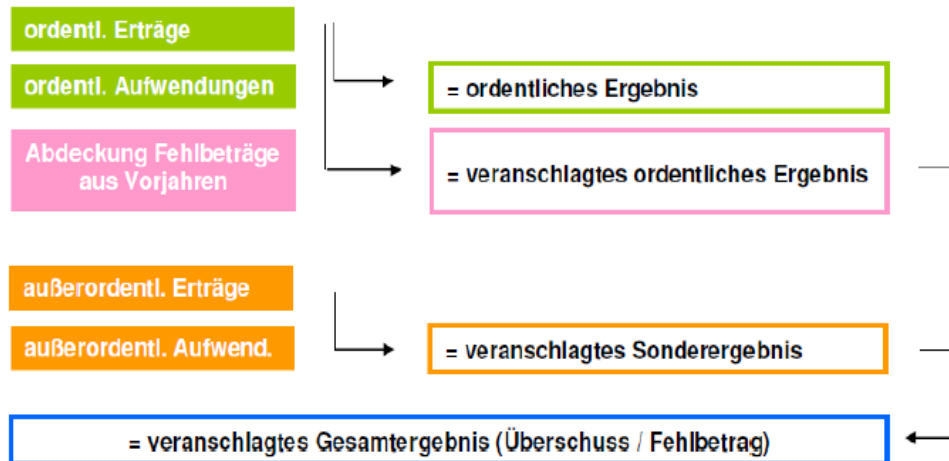 ordentl. Erträge
ordentl. Aufwendungen
= ordentliches Ergebnis
Abdeckung Fehlbeträge
aus Vorjahren
= veranschlagtes ordentliches Ergebnis
außerordentl. Erträge
außerordentl. Aufwend.
= veranschlagtes Sonderergebnis
= veranschlagtes Gesamtergebnis (Überschuss / Fehlbetrag)